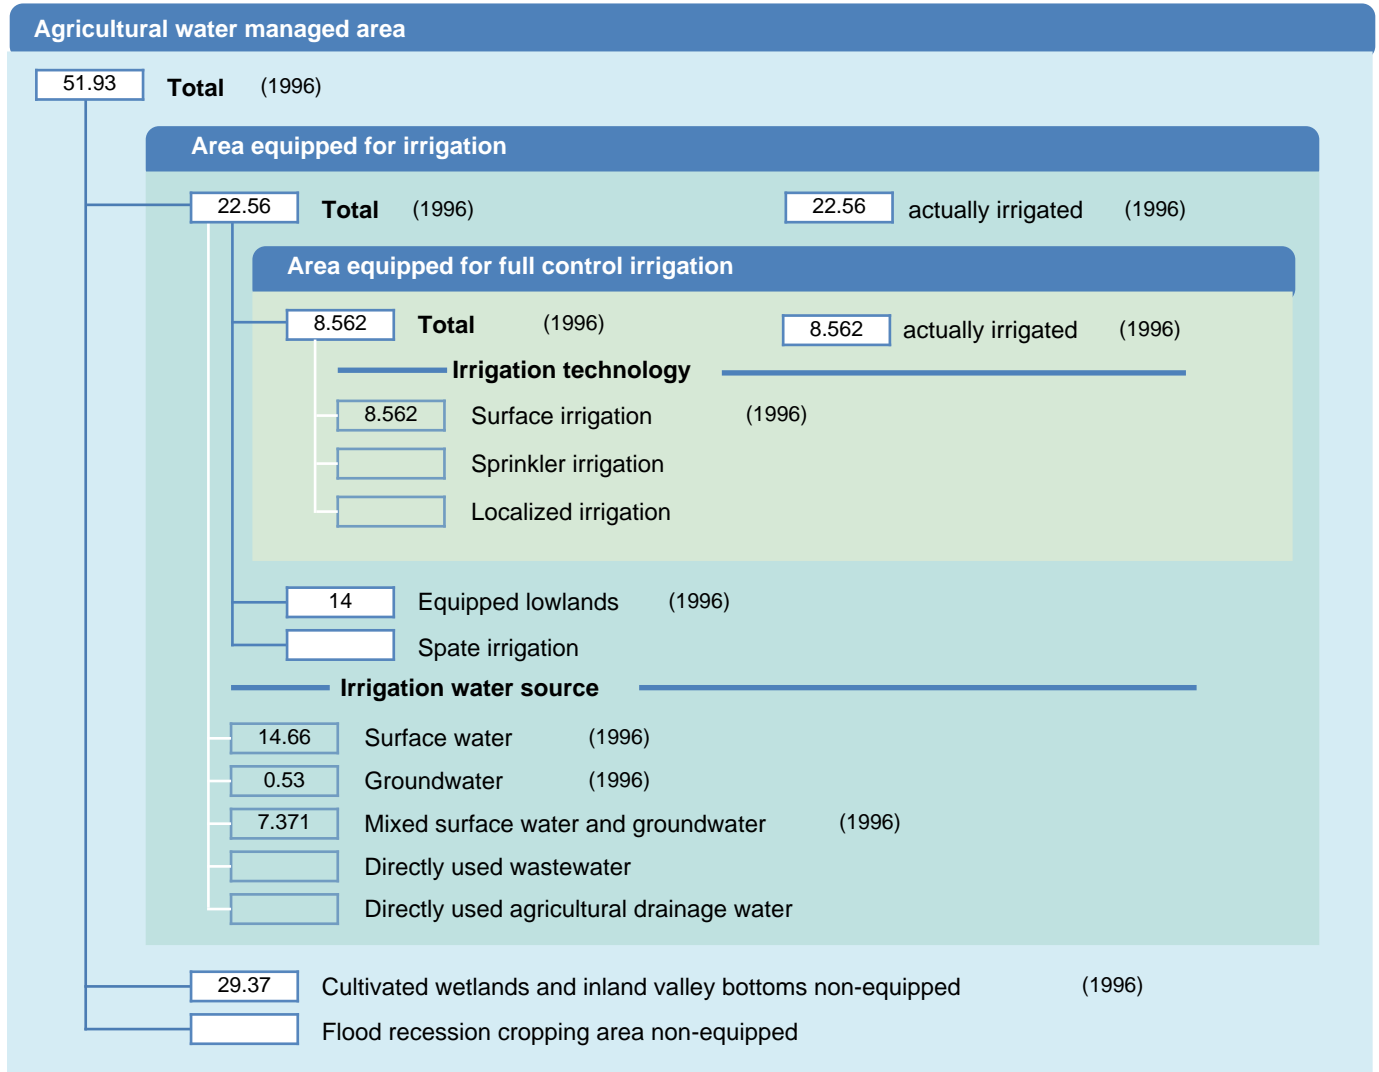 Agricultural water managed area
51.93 Total (1996)
Area equipped for irrigation
22.56 Total (1996) 22.56 actually irrigated (1996)
Area equipped for full control irrigation
8.562 Total (1996) 8.562 actually irrigated (1996)
Irrigation technology
8.562 Surface irrigation (1996)
Sprinkler irrigation
Localized irrigation
14 Equipped lowlands (1996)
Spate irrigation
Irrigation water source
14.66 Surface water (1996)
0.53 Groundwater (1996)
7.371 Mixed surface water and groundwater (1996)
Directly used wastewater
Directly used agricultural drainage water
29.37 Cultivated wetlands and inland valley bottoms non-equipped (1996)
Flood recession cropping area non-equipped